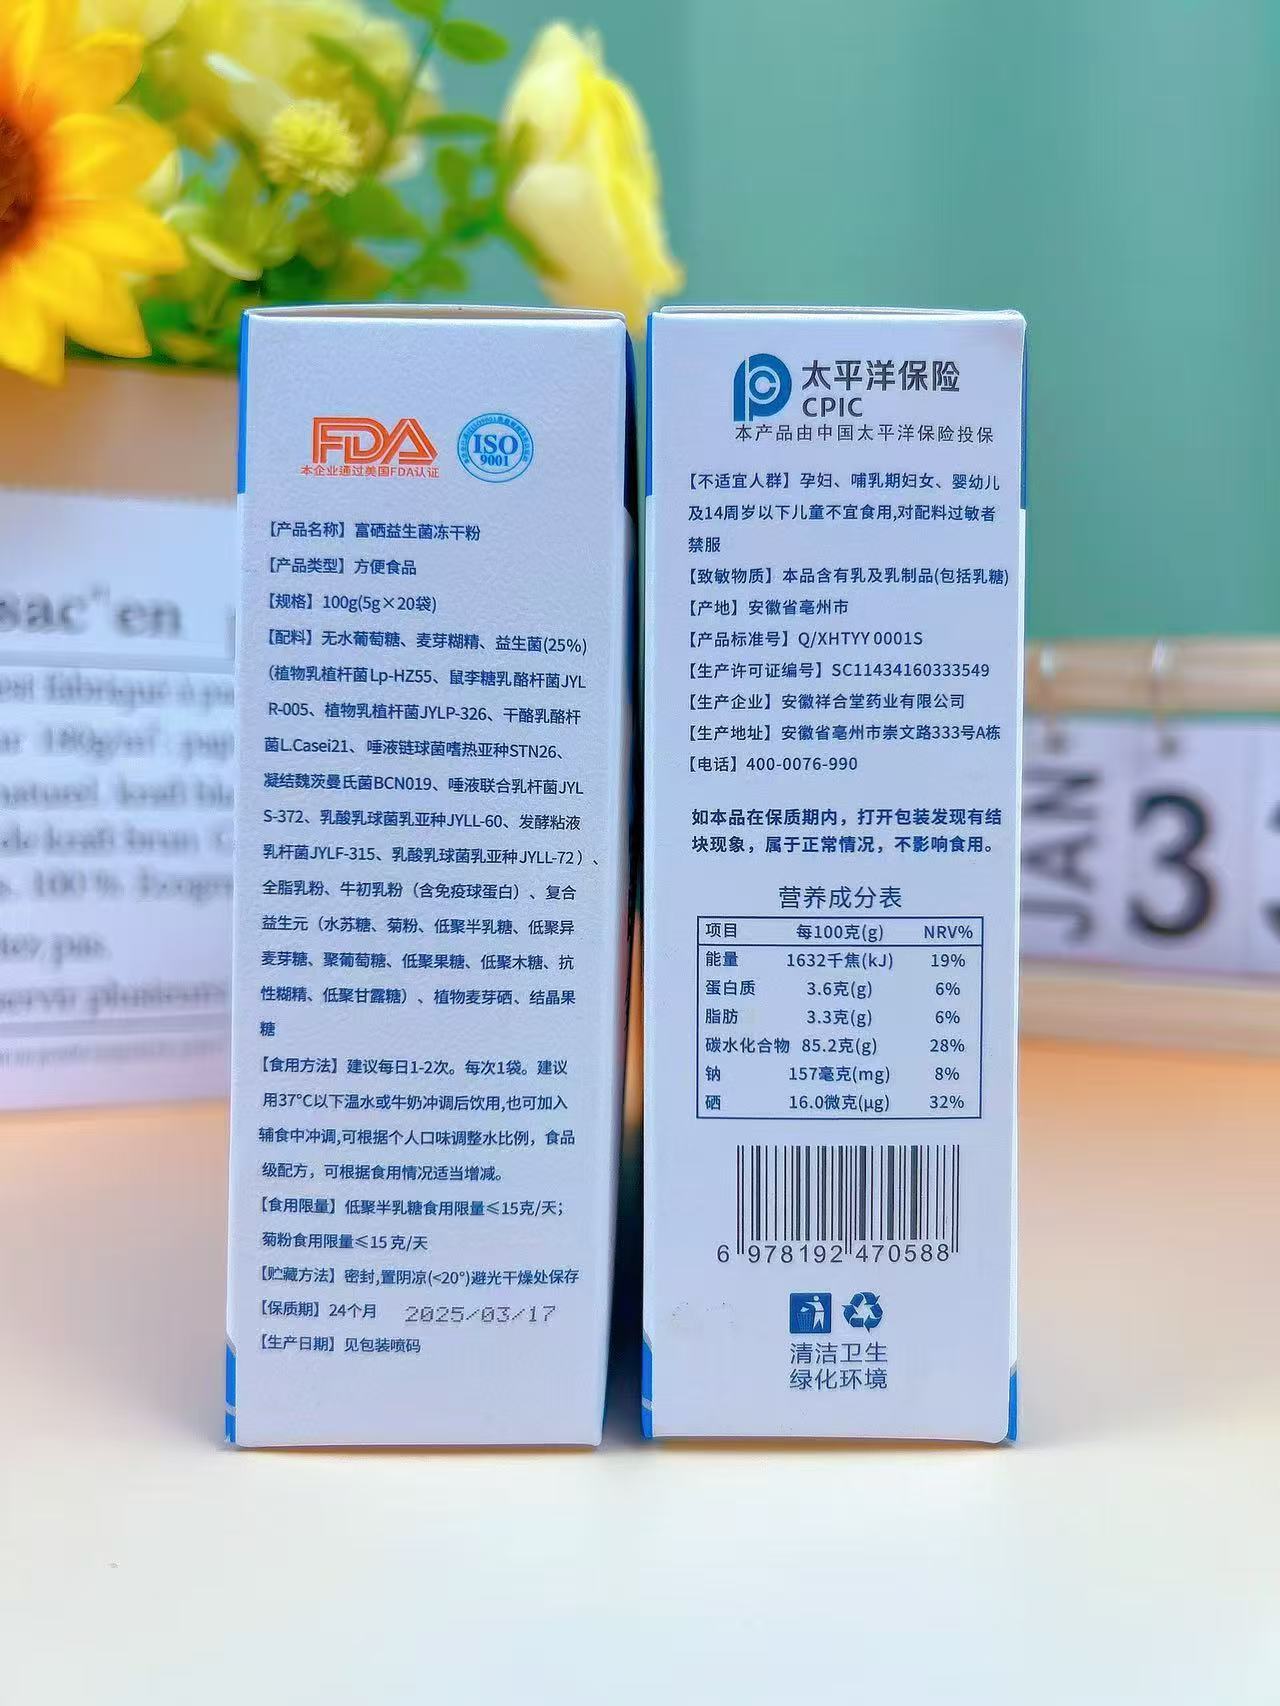 FDA
本企业通过美国FDA认证
ISO
9001
【产品名称】富硒益生菌冻干粉
【产品类型】方便食品
【规格】100g(5g×20袋)
【配料】无水葡萄糖、麦芽糊精、益生菌(25%)
（植物乳植杆菌Lp-HZ55、鼠李糖乳酪杆菌JYL
R-005、植物乳植杆菌JYLP-326、干酪乳酪杆
菌L.Casei21、唾液链球菌嗜热亚种STN26、
凝结魏茨曼氏菌BCN019、唾液联合乳杆菌JYL
S-372、乳酸乳球菌乳亚种JYLL-60、发酵粘液
乳杆菌JYLF-315、乳酸乳球菌乳亚种JYLL-72）、
全脂乳粉、牛初乳粉（含免疫球蛋白）、复合
益生元（水苏糖、菊粉、低聚半乳糖、低聚异
麦芽糖、聚葡萄糖、低聚果糖、低聚木糖、抗
性糊精、低聚甘露糖）、植物麦芽硒、结晶果
糖
【食用方法】建议每日1-2次。每次1袋。建议
用37℃以下温水或牛奶冲调后饮用,也可加入
辅食中冲调,可根据个人口味调整水比例，食品
级配方，可根据食用情况适当增减。
【食用限量】低聚半乳糖食用限量≤15克/天；
菊粉食用限量≤15克/天
【贮藏方法】密封,置阴凉(<20°)避光干燥处保存
【保质期】24个月 2025/03/17
【生产日期】见包装喷码
太平洋保险
CPIC
本产品由中国太平洋保险投保
【不适宜人群】孕妇、哺乳期妇女、婴幼儿
及14周岁以下儿童不宜食用,对配料过敏者
禁服
【致敏物质】本品含有乳及乳制品(包括乳糖)
【产地】安徽省亳州市
【产品标准号】Q/XHTYY 0001S
【生产许可证编号】SC11434160333549
【生产企业】安徽祥合堂药业有限公司
【生产地址】安徽省亳州市崇文路333号A栋
【电话】400-0076-990
如本品在保质期内，打开包装发现有结
块现象，属于正常情况，不影响食用。
营养成分表
项目 每100克(g) NRV%
能量 1632千焦(kJ) 19%
蛋白质 3.6克(g) 6%
脂肪 3.3克(g) 6%
碳水化合物 85.2克(g) 28%
钠 157毫克(mg) 8%
硒 16.0微克(μg) 32%
6 978192 470588
清洁卫生
绿化环境
sac" en
JAN
3